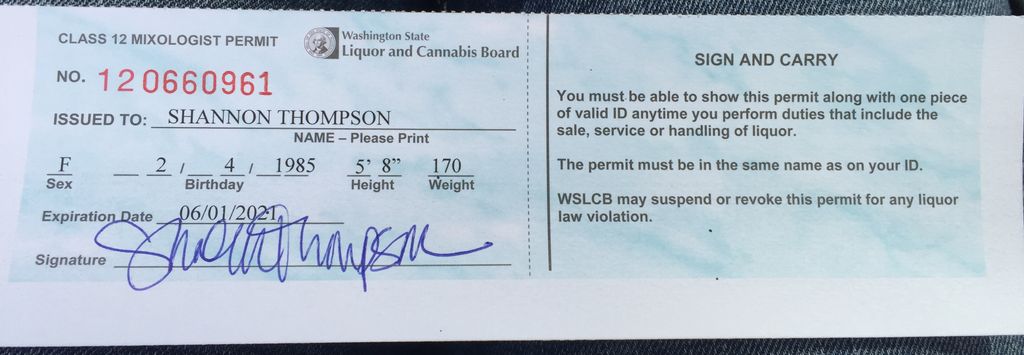 CLASS 12 MIXOLOGIST PERMIT
Washington State
Liquor and Cannabis Board
NO. 120660961
ISSUED TO: SHANNON THOMPSON
NAME – Please Print
F 2 / 4 / 1985 5' 8" 170
Sex Birthday Height Weight
Expiration Date 06/01/2021
Signature Shannon Thompson
SIGN AND CARRY
You must be able to show this permit along with one piece
of valid ID anytime you perform duties that include the
sale, service or handling of liquor.
The permit must be in the same name as on your ID.
WSLCB may suspend or revoke this permit for any liquor
law violation.